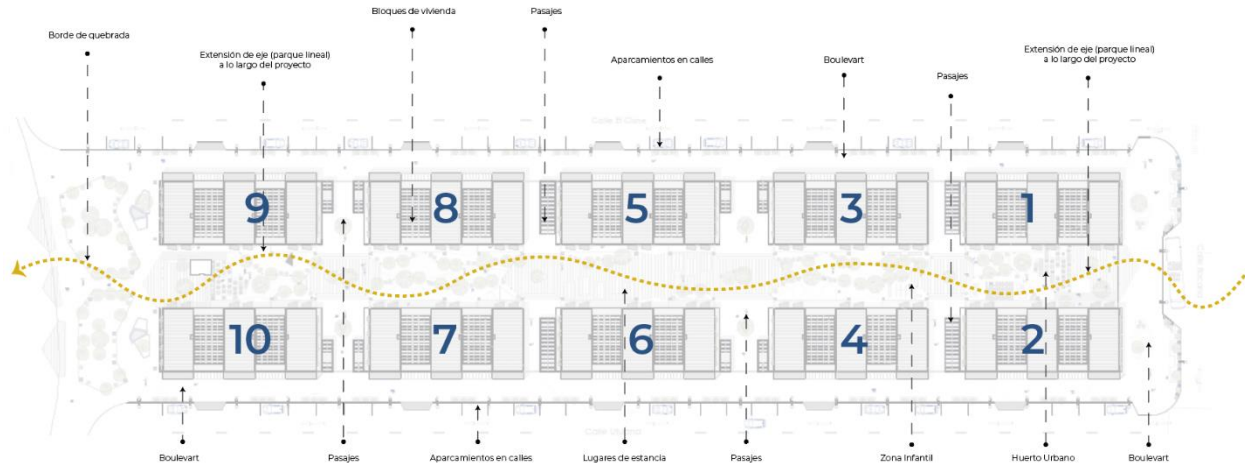 Bloques de vivienda
Pasajes
Borde de quebrada
Extensión de eje (parque lineal)
a lo largo del proyecto
Aparcamientos en calles
Boulevart
Pasajes
Extensión de eje (parque lineal)
a lo largo del proyecto
9 8 5 3 1
10 7 6 4 2
Boulevart
Pasajes
Aparcamientos en calles
Lugares de estancia
Pasajes
Zona Infantil
Huerto Urbano
Boulevart